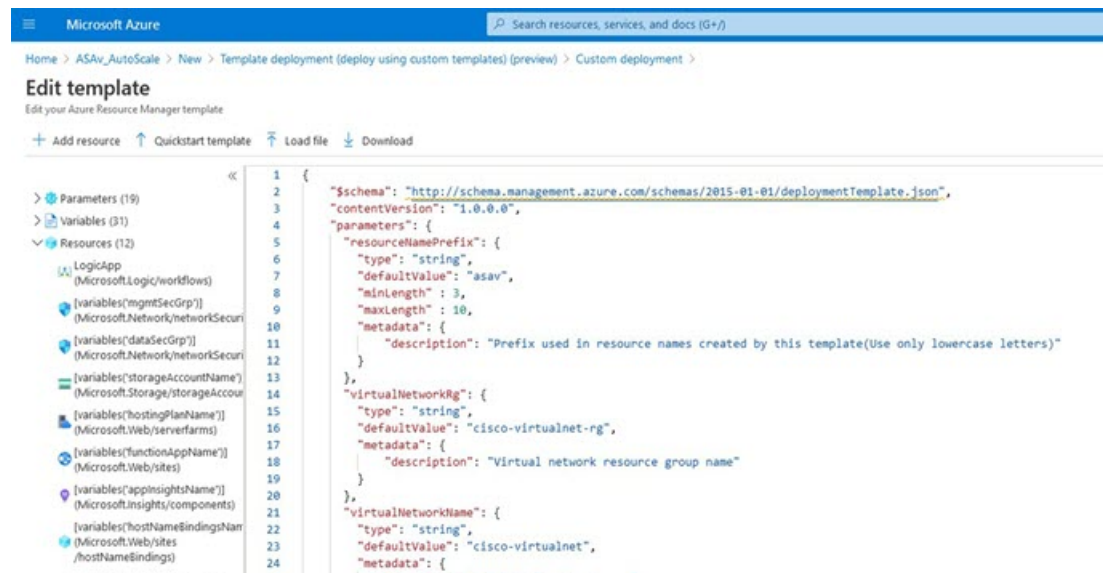 Microsoft Azure
Search resources, services, and docs (G+/)
Home > ASAv_AutoScale > New > Template deployment (deploy using custom templates) (preview) > Custom deployment >
Edit template
Edit your Azure Resource Manager template
+ Add resource ↑ Quickstart template Load file Download
«
> Parameters (19)
> Variables (31)
Resources (12)
LogicApp
(Microsoft.Logic/workflows)
[variables('mgmtSecGrp')]
(Microsoft.Network/networkSecuri
[variables('dataSecGrp')]
(Microsoft.Network/networkSecuri
[variables('storageAccountName')
(Microsoft.Storage/storageAccour
[variables('hostingPlanName')]
(Microsoft.Web/serverfarms)
[variables('functionAppName')]
(Microsoft.Web/sites)
[variables('appInsightsName')]
(Microsoft.Insights/components)
[variables('hostNameBindingsNam
(Microsoft.Web/sites
/hostNameBindings)
1 {
2 "$schema": "http://schema.management.azure.com/schemas/2015-01-01/deploymentTemplate.json",
3 "contentVersion": "1.0.0.0",
4 "parameters": {
5 "resourceNamePrefix": {
6 "type": "string",
7 "defaultValue": "asav",
8 "minLength" : 3,
9 "maxLength" : 10,
10 "metadata": {
11 "description": "Prefix used in resource names created by this template(Use only lowercase letters)"
12 }
13 },
14 "virtualNetworkRg": {
15 "type": "string",
16 "defaultValue": "cisco-virtualnet-rg",
17 "metadata": {
18 "description": "Virtual network resource group name"
19 }
20 },
21 "virtualNetworkName": {
22 "type": "string",
23 "defaultValue": "cisco-virtualnet",
24 "metadata": {